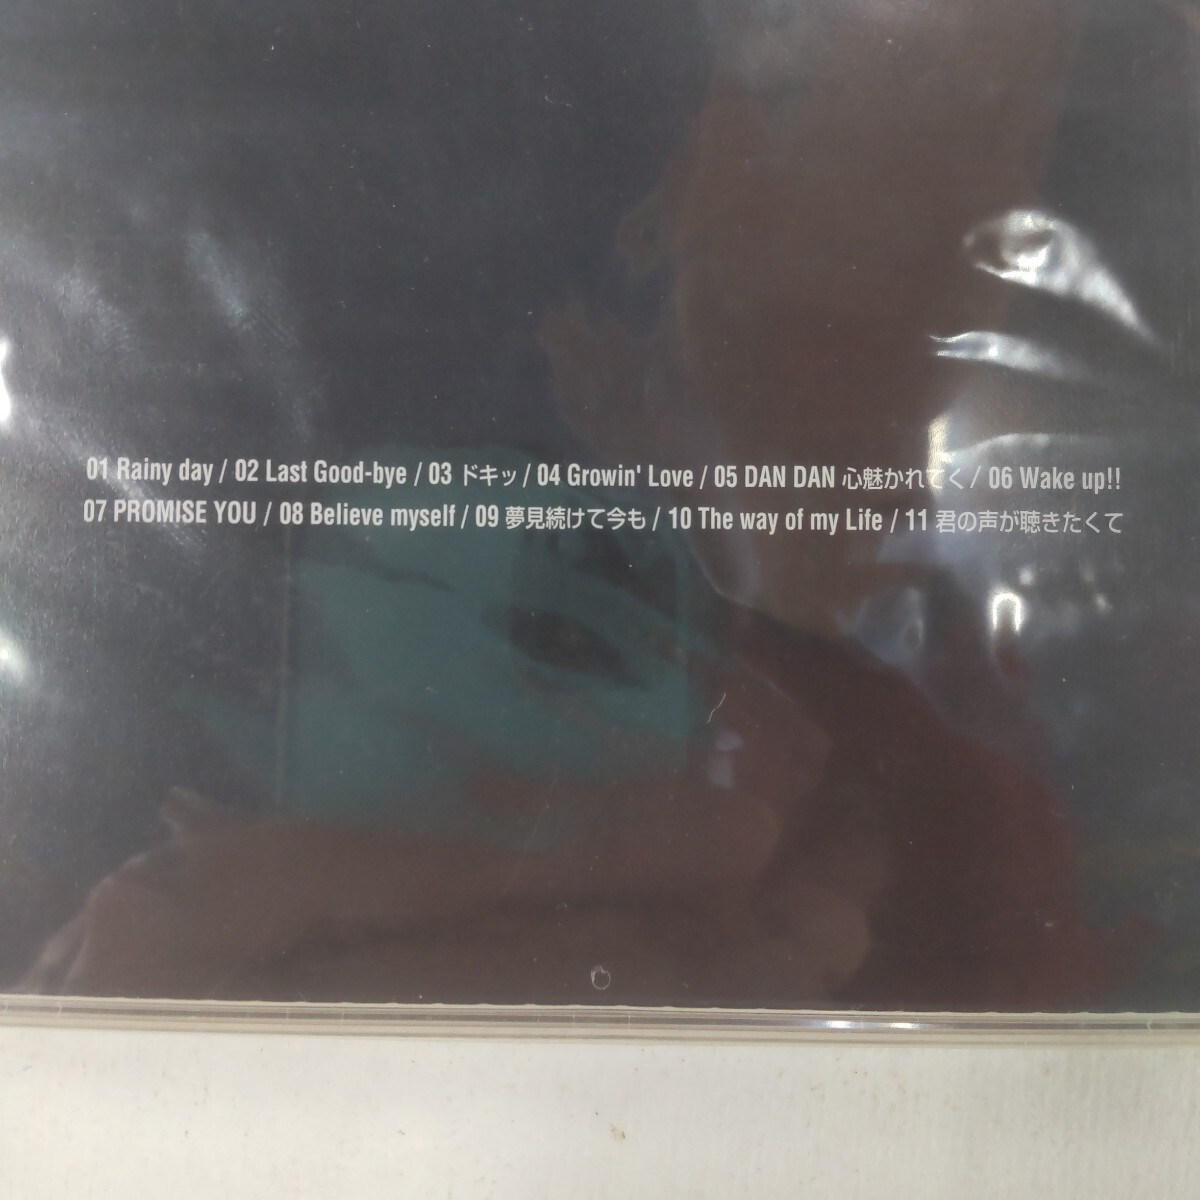 01 Rainy day / 02 Last Good-bye / 03 ドキッ / 04 Growin' Love / 05 DAN DAN 心魅かれてく / 06 Wake up!!
07 PROMISE YOU / 08 Believe myself / 09 夢見続けて今も / 10 The way of my Life / 11 君の声が聴きたくて